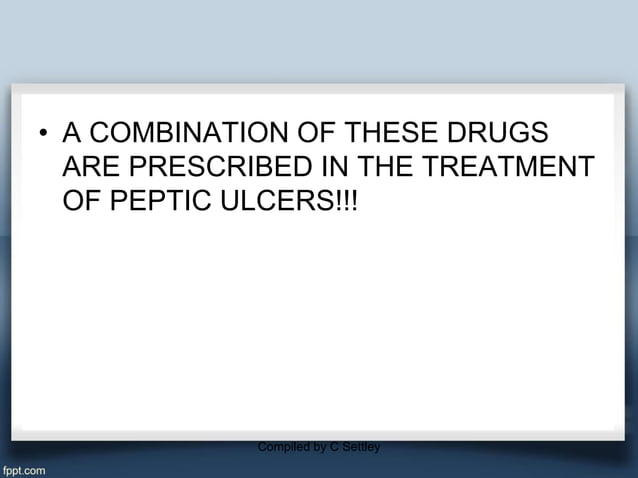 • A COMBINATION OF THESE DRUGS
ARE PRESCRIBED IN THE TREATMENT
OF PEPTIC ULCERS!!!
Compiled by C Settley
fppt.com